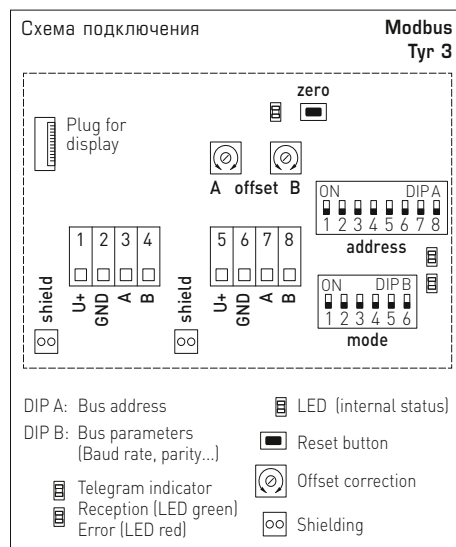 Схема подключения
Modbus
Tyr 3
zero
Plug for
display
A offset B
ON DIP A
1 2 3 4 5 6 7 8
address
1 2 3 4
5 6 7 8
shield
U+ GND A B
shield
U+ GND A B
ON DIP B
1 2 3 4 5 6
mode
DIP A: Bus address
DIP B: Bus parameters
(Baud rate, parity...)
Telegram indicator
Reception (LED green)
Error (LED red)
LED (internal status)
Reset button
Offset correction
Shielding